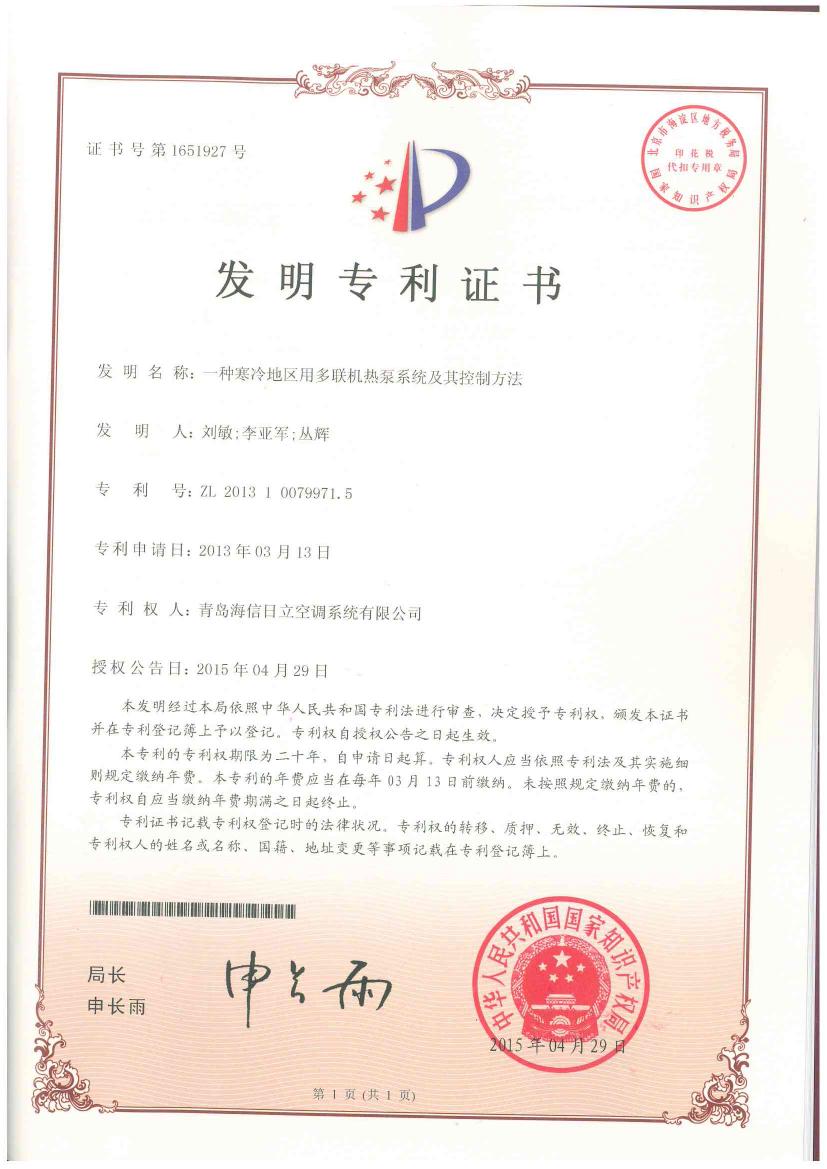 证书号第1651927号
北京市海淀区地方税务局
印花税
代扣专用章
国家知识产权局
发明专利证书
发明名称：一种寒冷地区用多联机热泵系统及其控制方法
发明人：刘敏;李亚军;丛辉
专利号：ZL 2013 1 0079971.5
专利申请日：2013年03月13日
专利权人：青岛海信日立空调系统有限公司
授权公告日：2015年04月29日
本发明经过本局依照中华人民共和国专利法进行审查，决定授予专利权，颁发本证书
并在专利登记簿上予以登记。专利权自授权公告之日起生效。
本专利的专利权期限为二十年，自申请日起算。专利权人应当依照专利法及其实施细
则规定缴纳年费。本专利的年费应当在每年03月13日前缴纳。未按照规定缴纳年费的，
专利权自应当缴纳年费期满之日起终止。
专利证书记载专利权登记时的法律状况。专利权的转移、质押、无效、终止、恢复和
专利权人的姓名或名称、国籍、地址变更等事项记载在专利登记簿上。
局长
申长雨
申长雨
中华人民共和国国家知识产权局
2015年04月29日
第1页(共1页)